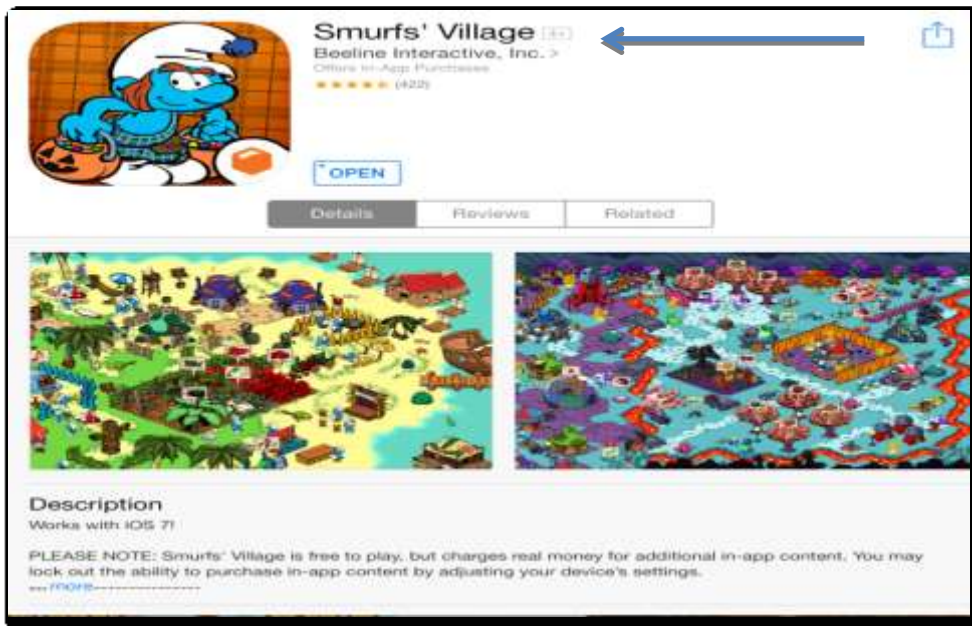 Smurfs' Village 4+
Beeline Interactive, Inc. >
Offers In-App Purchases
(422)
OPEN
Details Reviews Related
Description
Works with iOS 7!
PLEASE NOTE: Smurfs' Village is free to play, but charges real money for additional in-app content. You may
lock out the ability to purchase in-app content by adjusting your device's settings.
... more---------------